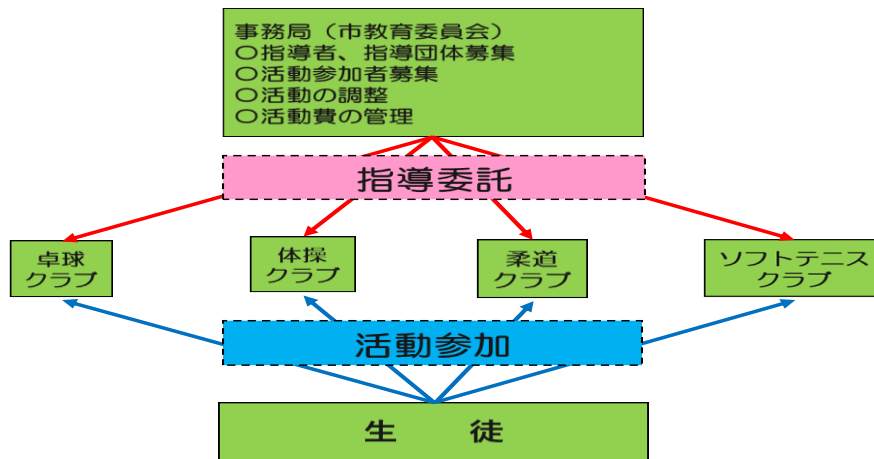 事務局（市教育委員会）
〇指導者、指導団体募集
〇活動参加者募集
〇活動の調整
〇活動費の管理
指導委託
卓球
クラブ
体操
クラブ
柔道
クラブ
ソフトテニス
クラブ
活動参加
生　　徒